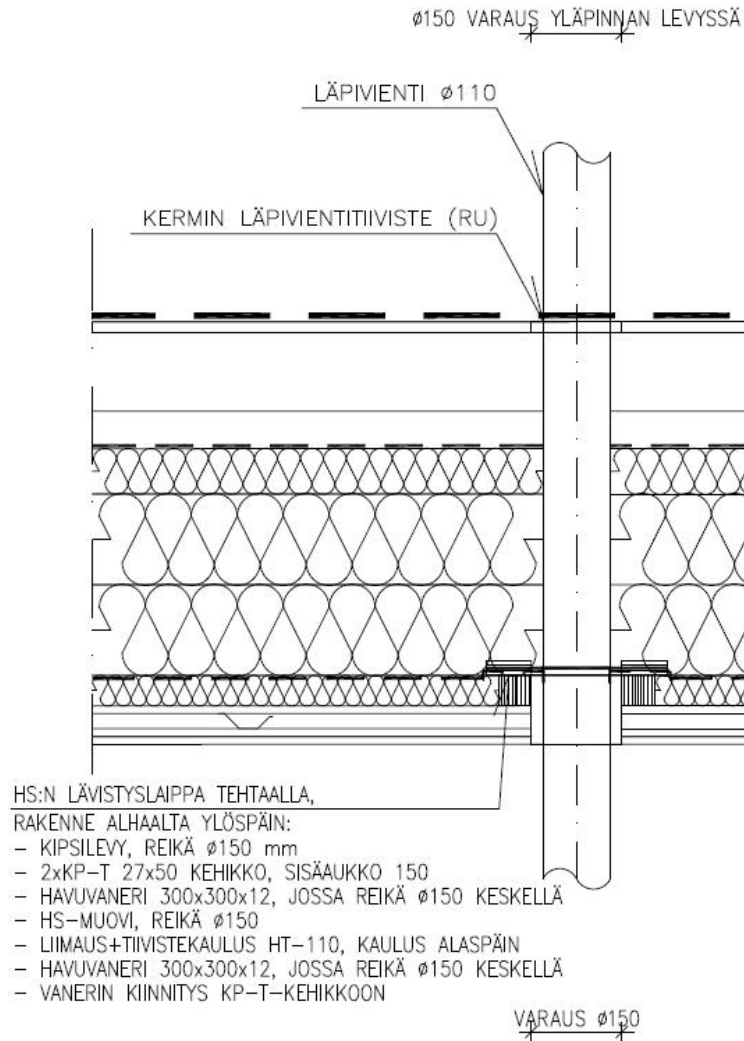 ø150 VARAUS YLÄPINNAN LEVYSSÄ
LÄPIVIENTI ø110
KERMIN LÄPIVIENTITIIVISTE (RU)
HS:N LÄVISTYSLAIPPA TEHTAALLA,
RAKENNE ALHAALTA YLÖSPÄIN:
- KIPSILEVY, REIKÄ ø150 mm
- 2xKP-T 27x50 KEHIKKO, SISÄAUKKO 150
- HAVUVANERI 300x300x12, JOSSA REIKÄ ø150 KESKELLÄ
- HS-MUOVI, REIKÄ ø150
- LIIMAUS+TIIVISTEKAULUS HT-110, KAULUS ALASPÄIN
- HAVUVANERI 300x300x12, JOSSA REIKÄ ø150 KESKELLÄ
- VANERIN KIINNITYS KP-T-KEHIKKOON
VARAUS ø150